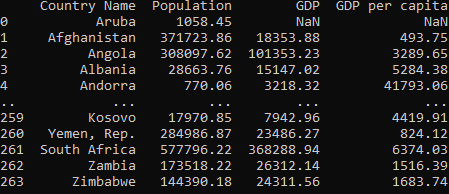 Country Name Population GDP GDP per capita
0 Aruba 1058.45 NaN NaN
1 Afghanistan 371723.86 18353.88 493.75
2 Angola 308097.62 101353.23 3289.65
3 Albania 28663.76 15147.02 5284.38
4 Andorra 770.06 3218.32 41793.06
.. ... ... ... ...
259 Kosovo 17970.85 7942.96 4419.91
260 Yemen, Rep. 284986.87 23486.27 824.12
261 South Africa 577796.22 368288.94 6374.03
262 Zambia 173518.22 26312.14 1516.39
263 Zimbabwe 144390.18 24311.56 1683.74